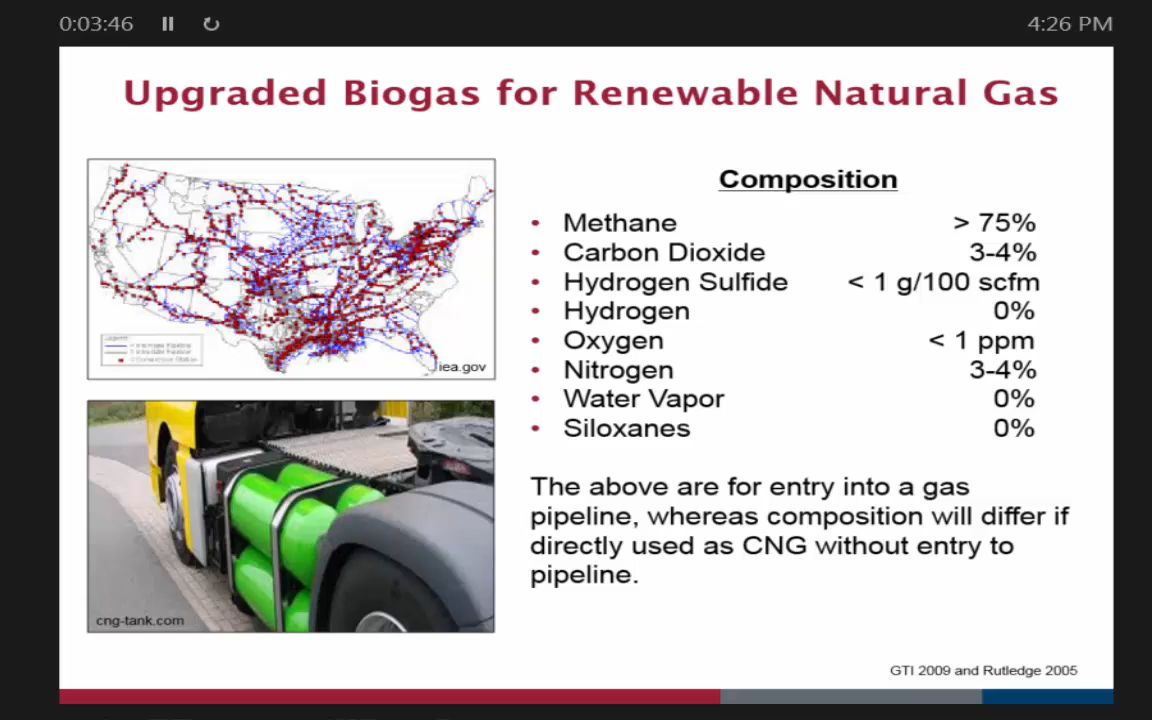 0:03:46
4:26 PM
Upgraded Biogas for Renewable Natural Gas
iea.gov
cng-tank.com
Composition
• Methane > 75%
• Carbon Dioxide 3-4%
• Hydrogen Sulfide < 1 g/100 scfm
• Hydrogen 0%
• Oxygen < 1 ppm
• Nitrogen 3-4%
• Water Vapor 0%
• Siloxanes 0%
The above are for entry into a gas
pipeline, whereas composition will differ if
directly used as CNG without entry to
pipeline.
GTI 2009 and Rutledge 2005